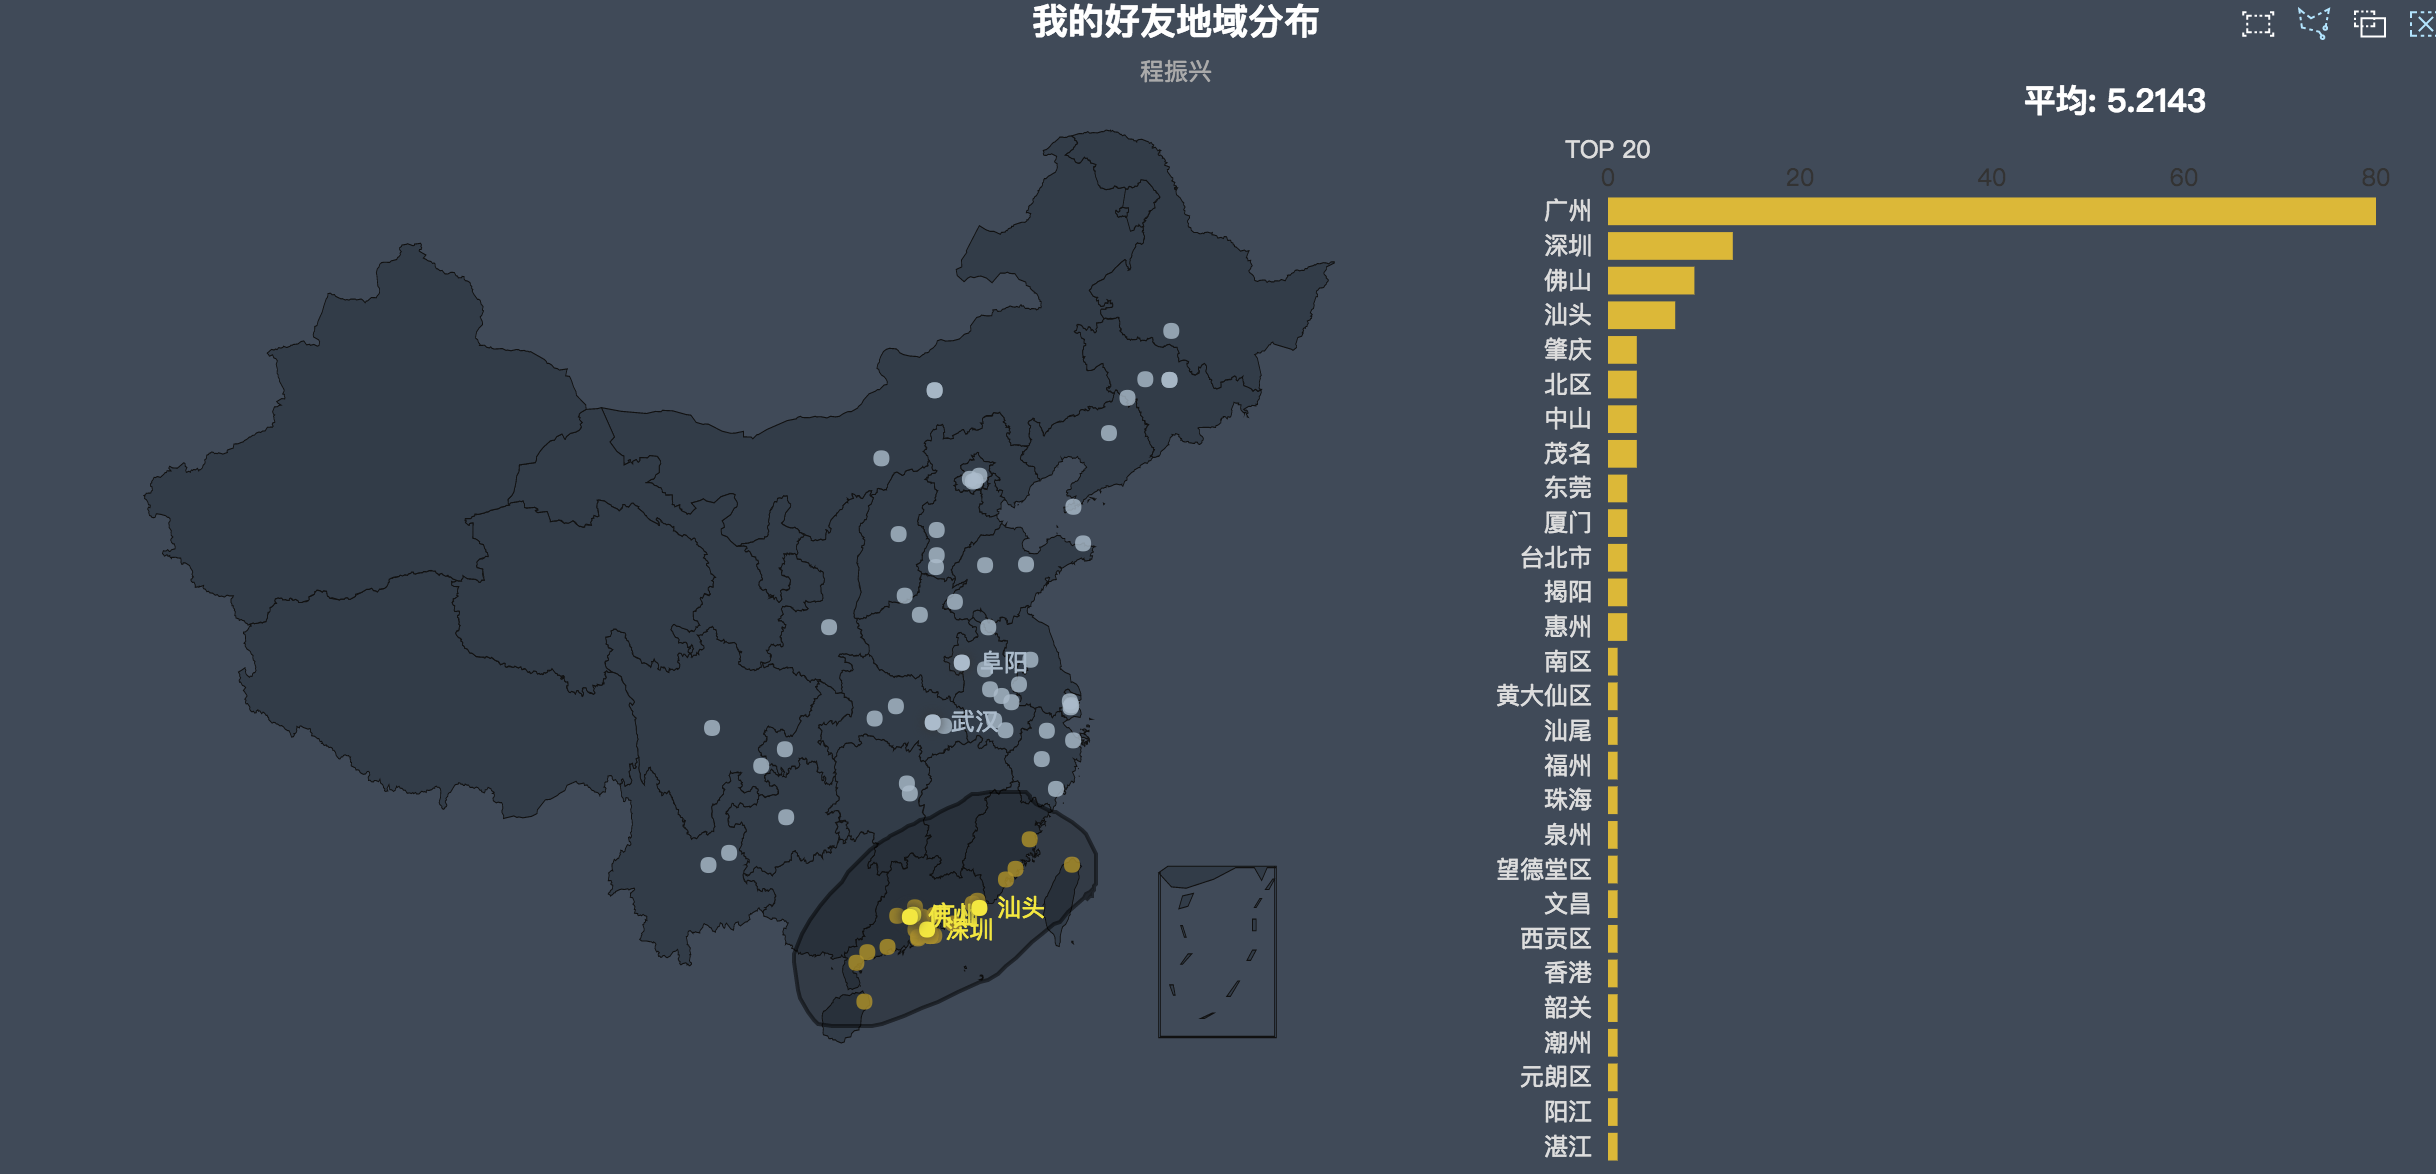 我的好友地域分布
程振兴
平均: 5.2143
TOP 20
0 20 40 60 80
广州
深圳
佛山
汕头
肇庆
北区
中山
茂名
东莞
厦门
台北市
揭阳
惠州
南区
黄大仙区
汕尾
福州
珠海
泉州
望德堂区
文昌
西贡区
香港
韶关
潮州
元朗区
阳江
湛江
阜阳
武汉
汕头
深圳